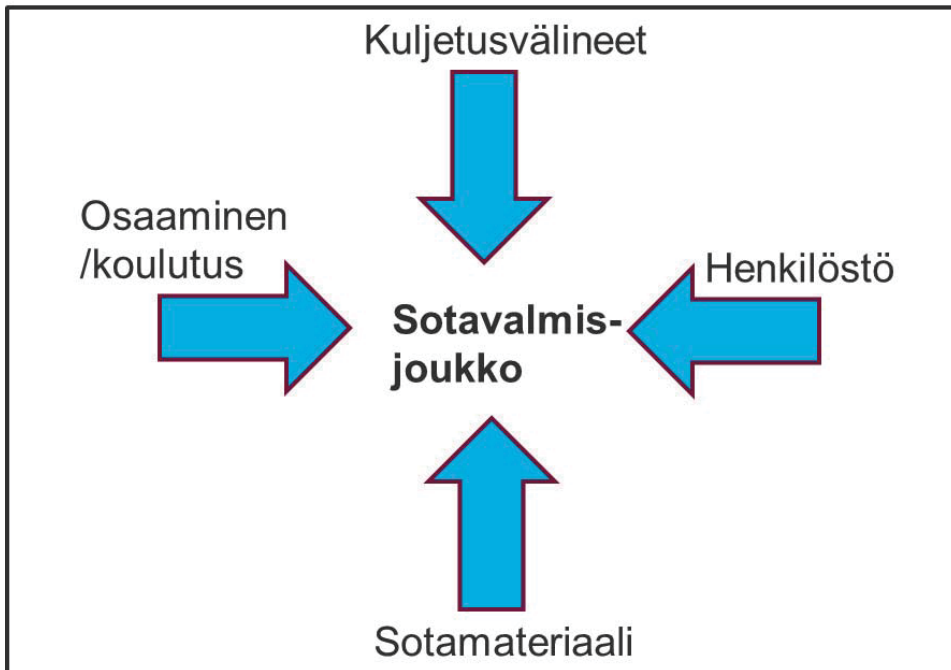 Kuljetusvälineet
Osaaminen
/koulutus
Henkilöstö
Sotavalmis-
joukko
Sotamateriaali